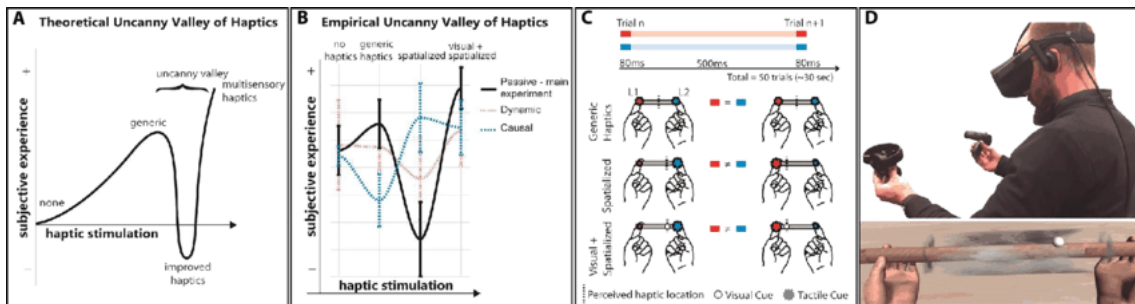 A
Theoretical Uncanny Valley of Haptics
+
uncanny valley
multisensory
haptics
generic
none
subjective experience
haptic stimulation
−
improved
haptics
B
Empirical Uncanny Valley of Haptics
no
haptics
generic
haptics
spatialized
visual +
spatialized
+
Passive - main
experiment
Dynamic
Causal
subjective experience
−
haptic stimulation
C
Trial n
Trial n+1
80ms
500ms
80ms
Total = 50 trials (~30 sec)
L1
L2
Generic
Haptics
=
Spatialized
≠
Visual +
Spatialized
≠
Perceived haptic location
Visual Cue
Tactile Cue
D